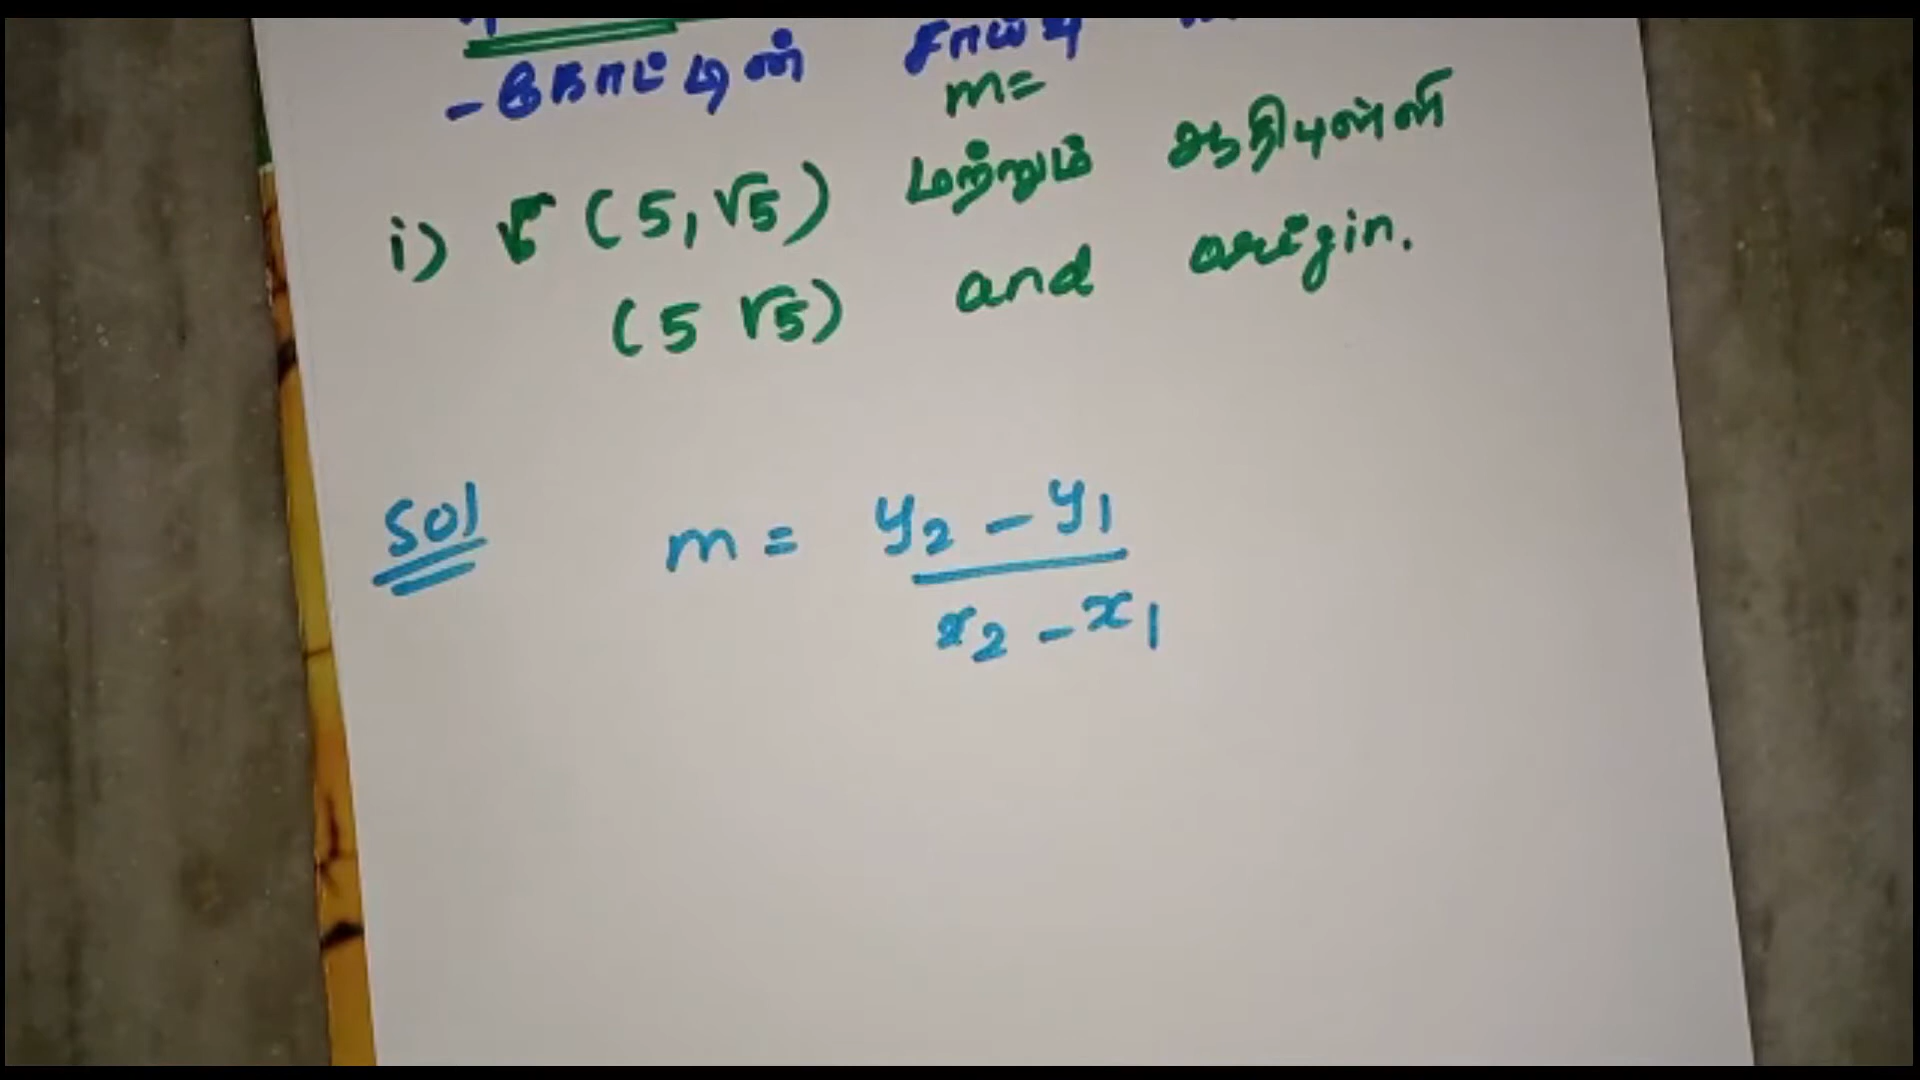 -கோட்டின் சாய்வு
m=
i) (5, √5) மற்றும் ஆதிபுள்ளி
(5 √5) and origin.
Sol m = y₂ - y₁
x₂ - x₁